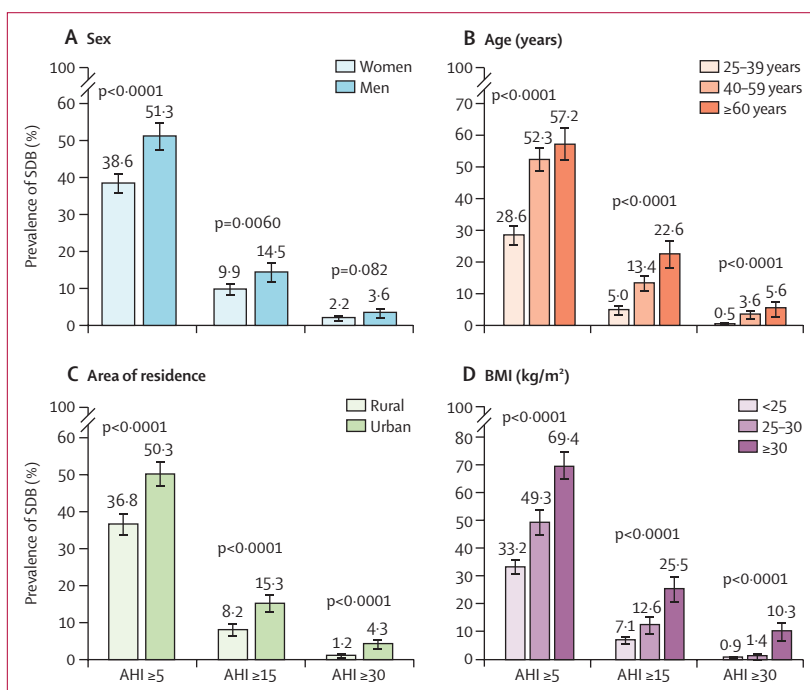 A Sex
100
60
50
40
30
20
10
0
Prevalence of SDB (%)
Women
Men
p<0·0001
38·6
51·3
p=0·0060
9·9
14·5
p=0·082
2·2
3·6
B Age (years)
100
70
60
50
40
30
20
10
0
25–39 years
40–59 years
≥60 years
p<0·0001
28·6
52·3
57·2
p<0·0001
5·0
13·4
22·6
p<0·0001
0·5
3·6
5·6
C Area of residence
100
60
50
40
30
20
10
0
Prevalence of SDB (%)
Rural
Urban
p<0·0001
36·8
50·3
p<0·0001
8·2
15·3
p<0·0001
1·2
4·3
AHI ≥5
AHI ≥15
AHI ≥30
D BMI (kg/m²)
100
80
70
60
50
40
30
20
10
0
<25
25–30
≥30
p<0·0001
33·2
49·3
69·4
p<0·0001
7·1
12·6
25·5
p<0·0001
0·9
1·4
10·3
AHI ≥5
AHI ≥15
AHI ≥30